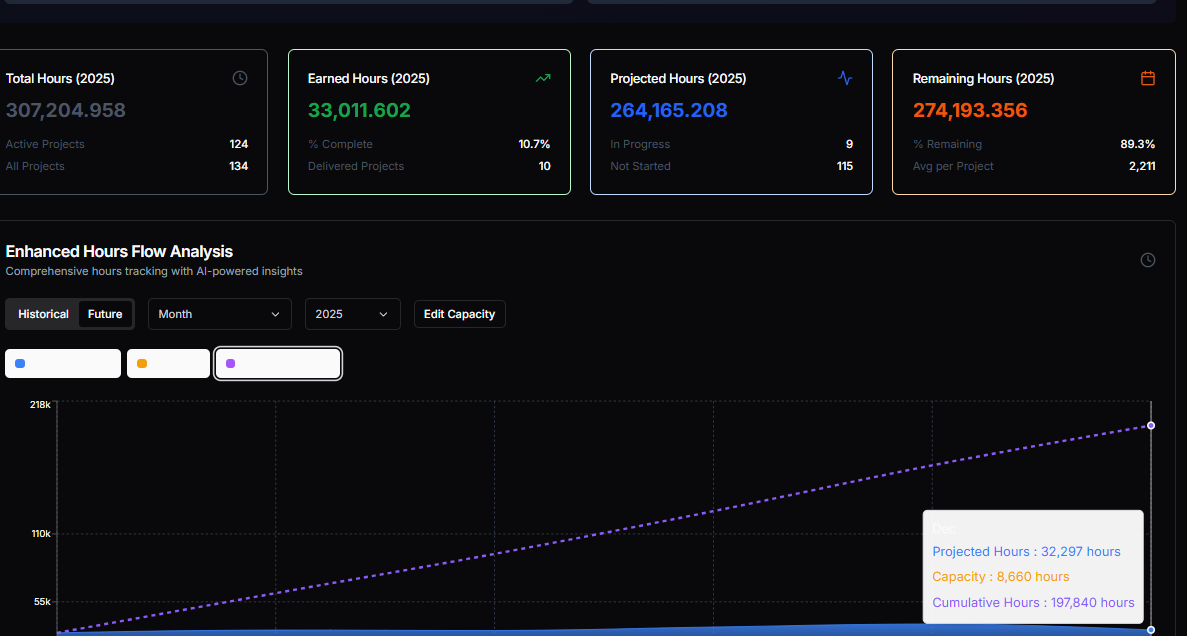 Total Hours (2025)
307,204.958
Active Projects 124
All Projects 134
Earned Hours (2025)
33,011.602
% Complete 10.7%
Delivered Projects 10
Projected Hours (2025)
264,165.208
In Progress 9
Not Started 115
Remaining Hours (2025)
274,193.356
% Remaining 89.3%
Avg per Project 2,211
Enhanced Hours Flow Analysis
Comprehensive hours tracking with AI-powered insights
Historical Future Month 2025 Edit Capacity
218k
110k
55k
Dec
Projected Hours : 32,297 hours
Capacity : 8,660 hours
Cumulative Hours : 197,840 hours